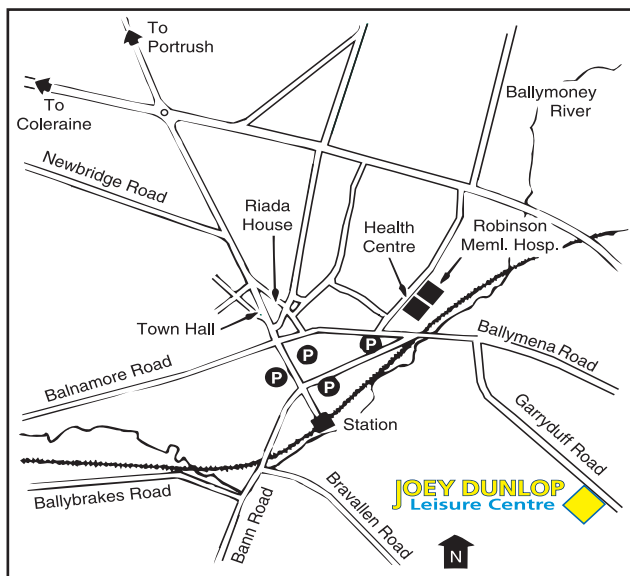 To
Portrush
To
Coleraine
Ballymoney
River
Newbridge Road
Riada
House
Health
Centre
Robinson
Meml. Hosp.
Town Hall
Balnamore Road
Ballymena Road
P
P
P
P
Station
Garryduff Road
Ballybrakes Road
Bann Road
Bravallen Road
JOEY DUNLOP
Leisure Centre
N